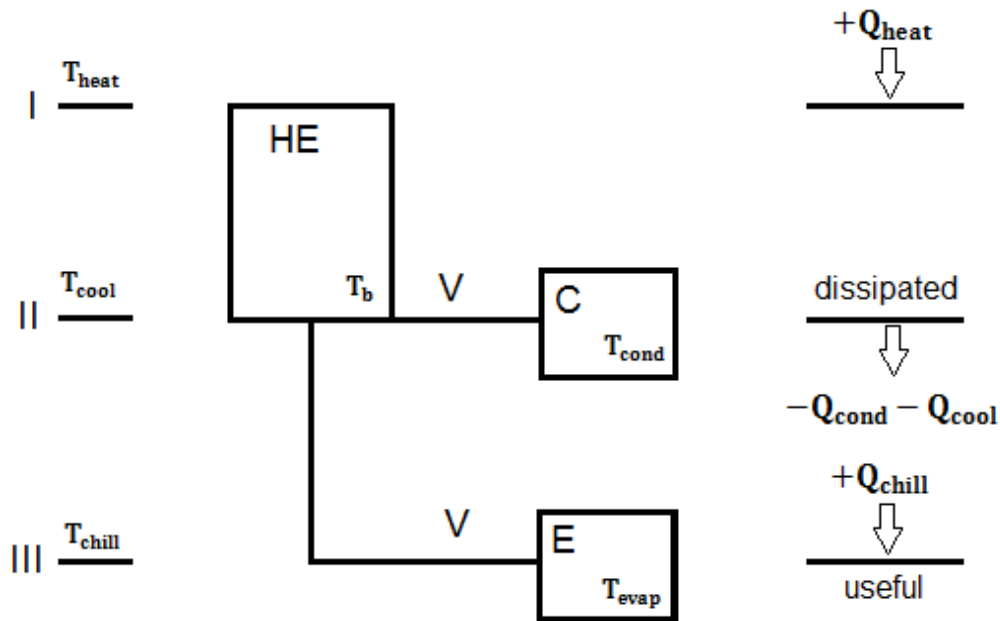 I
T_heat
HE
+Q_heat
II
T_cool
T_b
V
C
T_cond
dissipated
−Q_cond − Q_cool
III
T_chill
V
E
T_evap
+Q_chill
useful